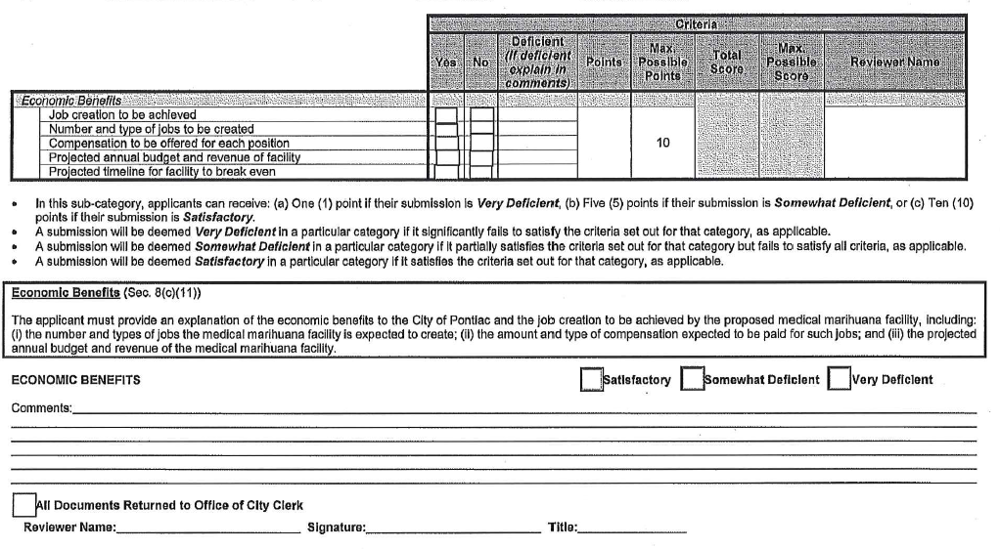 Criteria
Yes No Deficient (if deficient explain in comments) Points Max. Possible Points Total Score Max. Possible Score Reviewer Name
Economic Benefits
Job creation to be achieved
Number and type of jobs to be created
Compensation to be offered for each position
10
Projected annual budget and revenue of facility
Projected timeline for facility to break even
• In this sub-category, applicants can receive: (a) One (1) point if their submission is Very Deficient, (b) Five (5) points if their submission is Somewhat Deficient, or (c) Ten (10)
points if their submission is Satisfactory.
• A submission will be deemed Very Deficient in a particular category if it significantly fails to satisfy the criteria set out for that category, as applicable.
• A submission will be deemed Somewhat Deficient in a particular category if it partially satisfies the criteria set out for that category but fails to satisfy all criteria, as applicable.
• A submission will be deemed Satisfactory in a particular category if it satisfies the criteria set out for that category, as applicable.
Economic Benefits (Sec. 8(c)(11))
The applicant must provide an explanation of the economic benefits to the City of Pontiac and the job creation to be achieved by the proposed medical marihuana facility, including:
(i) the number and types of jobs the medical marihuana facility is expected to create; (ii) the amount and type of compensation expected to be paid for such jobs; and (iii) the projected
annual budget and revenue of the medical marihuana facility.
ECONOMIC BENEFITS Satisfactory Somewhat Deficient Very Deficient
Comments:
All Documents Returned to Office of City Clerk
Reviewer Name: Signature: Title: